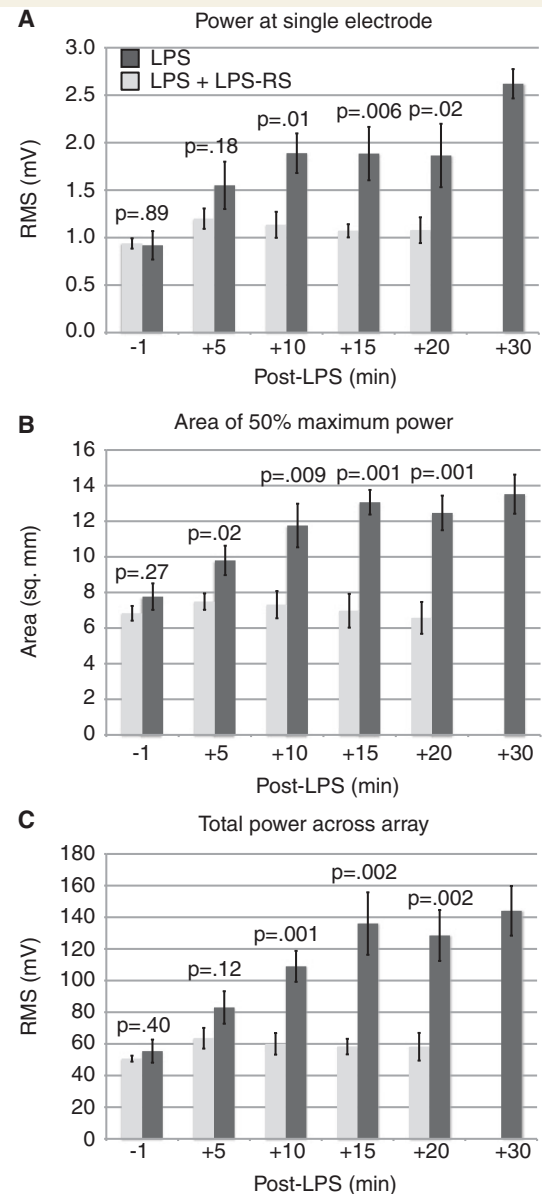 A
Power at single electrode
LPS
LPS + LPS-RS
3.0
2.5
2.0
1.5
1.0
0.5
0.0
RMS (mV)
p=.89
p=.18
p=.01
p=.006
p=.02
-1
+5
+10
+15
+20
+30
Post-LPS (min)
B
Area of 50% maximum power
16
14
12
10
8
6
4
2
0
Area (sq. mm)
p=.27
p=.02
p=.009
p=.001
p=.001
-1
+5
+10
+15
+20
+30
Post-LPS (min)
C
Total power across array
180
160
140
120
100
80
60
40
20
0
RMS (mV)
p=.40
p=.12
p=.001
p=.002
p=.002
-1
+5
+10
+15
+20
+30
Post-LPS (min)